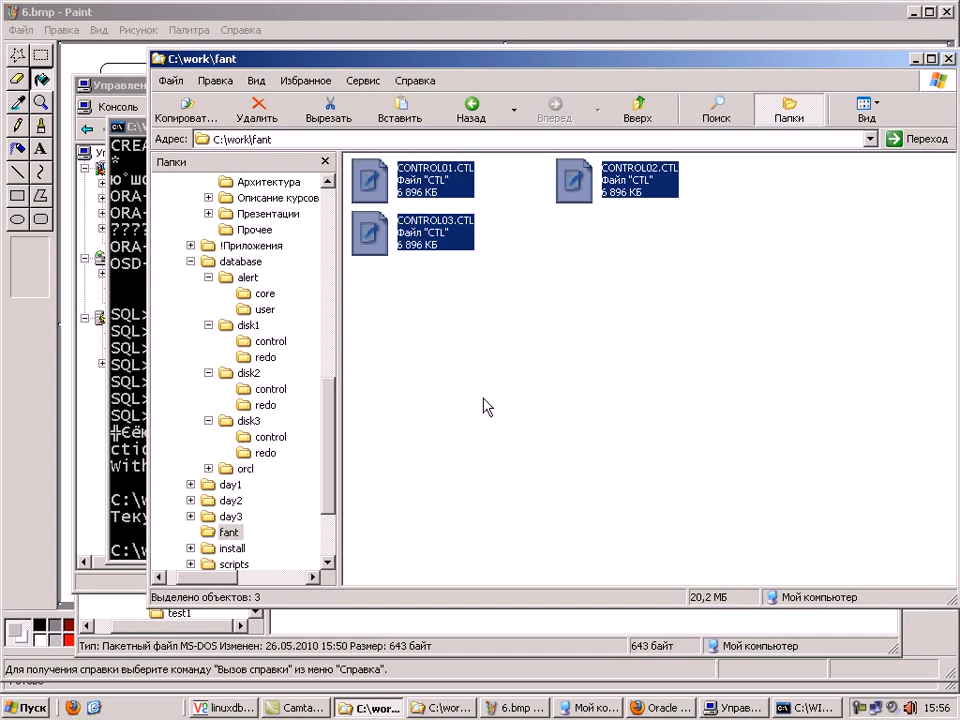 6.bmp - Paint
Файл Правка Вид Рисунок Палитра Справка
C:\work\fant
Управлен
Файл Правка Вид Избранное Сервис Справка
Консоль
Копироват... Удалить Вырезать Вставить Назад Вперед Вверх Поиск Папки Вид
Адрес: C:\work\fant Переход
Папки
CREA
*
ORA-
ORA-
????
ORA-
OSD-
SQL>
SQL>
SQL>
SQL>
SQL>
SQL>
SQL>
ctio
With
C:\w
Теку
C:\w
Архитектура
Описание курсов
Презентации
Прочее
!Приложения
database
alert
core
user
disk1
control
redo
disk2
control
redo
disk3
control
redo
orcl
day1
day2
day3
fant
install
scripts
CONTROL01.CTL
Файл "CTL"
6 896 КБ
CONTROL02.CTL
Файл "CTL"
6 896 КБ
CONTROL03.CTL
Файл "CTL"
6 896 КБ
Выделено объектов: 3 20,2 МБ Мой компьютер
test1
Тип: Пакетный файл MS-DOS Изменен: 26.05.2010 15:50 Размер: 643 байт 643 байт Мой компьютер
Для получения справки выберите команду "Вызов справки" из меню "Справка".
Пуск linuxdb... Camta... C:\wor... C:\wor... 6.bmp ... Мой ко... Oracle ... Управ... C:\WI... 15:56